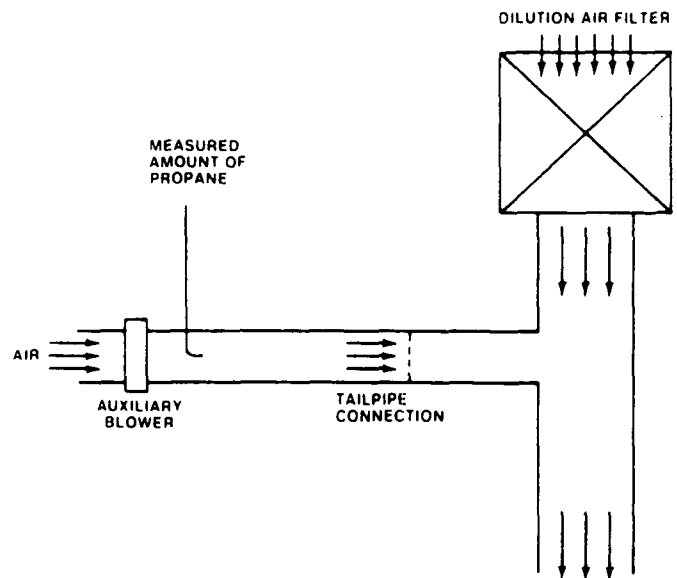 DILUTION AIR FILTER
MEASURED
AMOUNT OF
PROPANE
AIR
AUXILIARY
BLOWER
TAILPIPE
CONNECTION